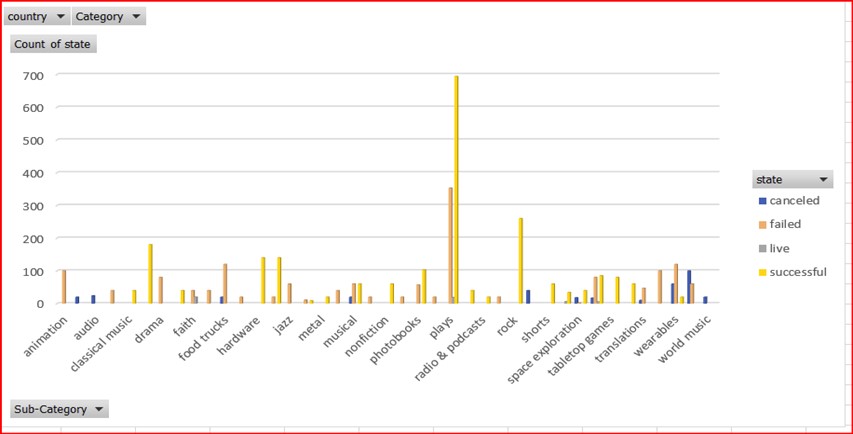 country Category
Count of state
700
600
500
400
300
200
100
0
animation
audio
classical music
drama
faith
food trucks
hardware
jazz
metal
musical
nonfiction
photobooks
plays
radio & podcasts
rock
shorts
space exploration
tabletop games
translations
wearables
world music
state
canceled
failed
live
successful
Sub-Category